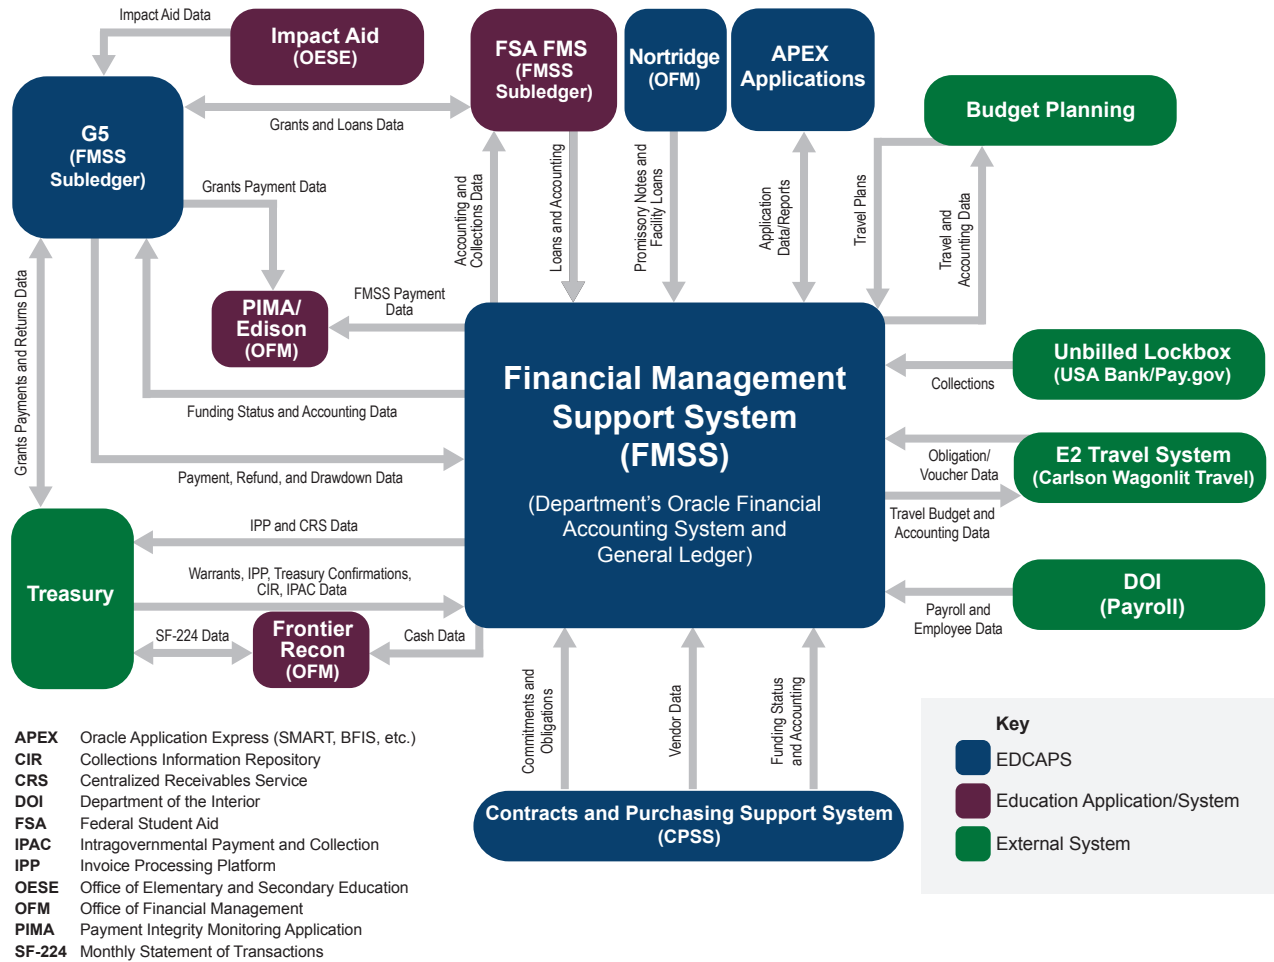 Impact Aid Data
Impact Aid
(OESE)
FSA FMS
(FMSS
Subledger)
Nortridge
(OFM)
APEX
Applications
Budget Planning
G5
(FMSS
Subledger)
Grants and Loans Data
Grants Payment Data
Accounting and
Collections Data
Loans and Accounting
Promissory Notes and
Facility Loans
Application
Data/Reports
Travel Plans
Travel and
Accounting Data
Grants Payments and Returns Data
PIMA/
Edison
(OFM)
FMSS Payment
Data
Funding Status and Accounting Data
Payment, Refund, and Drawdown Data
Financial Management
Support System
(FMSS)
(Department’s Oracle Financial
Accounting System and
General Ledger)
Unbilled Lockbox
(USA Bank/Pay.gov)
Collections
E2 Travel System
(Carlson Wagonlit Travel)
Obligation/
Voucher Data
Travel Budget and
Accounting Data
DOI
(Payroll)
Payroll and
Employee Data
Treasury
IPP and CRS Data
Warrants, IPP, Treasury Confirmations,
CIR, IPAC Data
SF-224 Data
Frontier
Recon
(OFM)
Cash Data
Commitments and
Obligations
Vendor Data
Funding Status
and Accounting
Contracts and Purchasing Support System
(CPSS)
Key
EDCAPS
Education Application/System
External System
APEX Oracle Application Express (SMART, BFIS, etc.)
CIR Collections Information Repository
CRS Centralized Receivables Service
DOI Department of the Interior
FSA Federal Student Aid
IPAC Intragovernmental Payment and Collection
IPP Invoice Processing Platform
OESE Office of Elementary and Secondary Education
OFM Office of Financial Management
PIMA Payment Integrity Monitoring Application
SF-224 Monthly Statement of Transactions